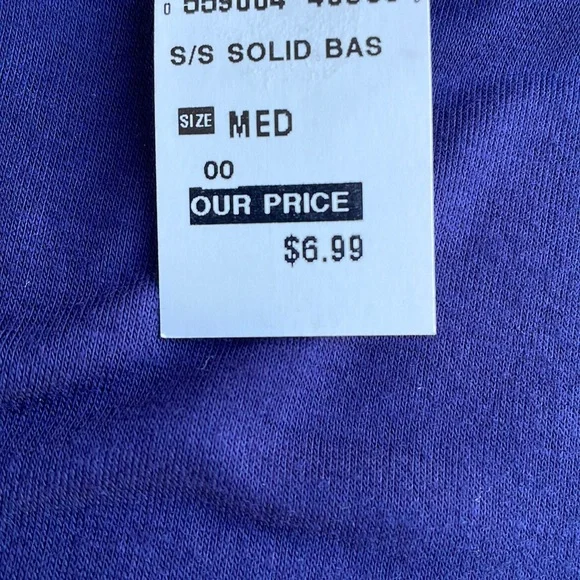 S/S SOLID BAS
SIZE MED
00
OUR PRICE
$6.99